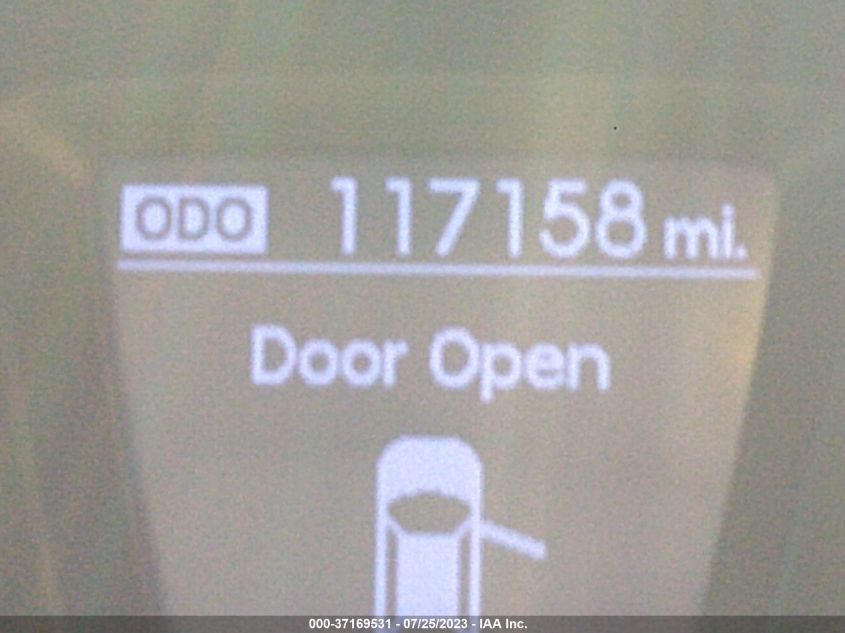 ODO 117158 mi.
Door Open
000-37169531 - 07/25/2023 - IAA Inc.